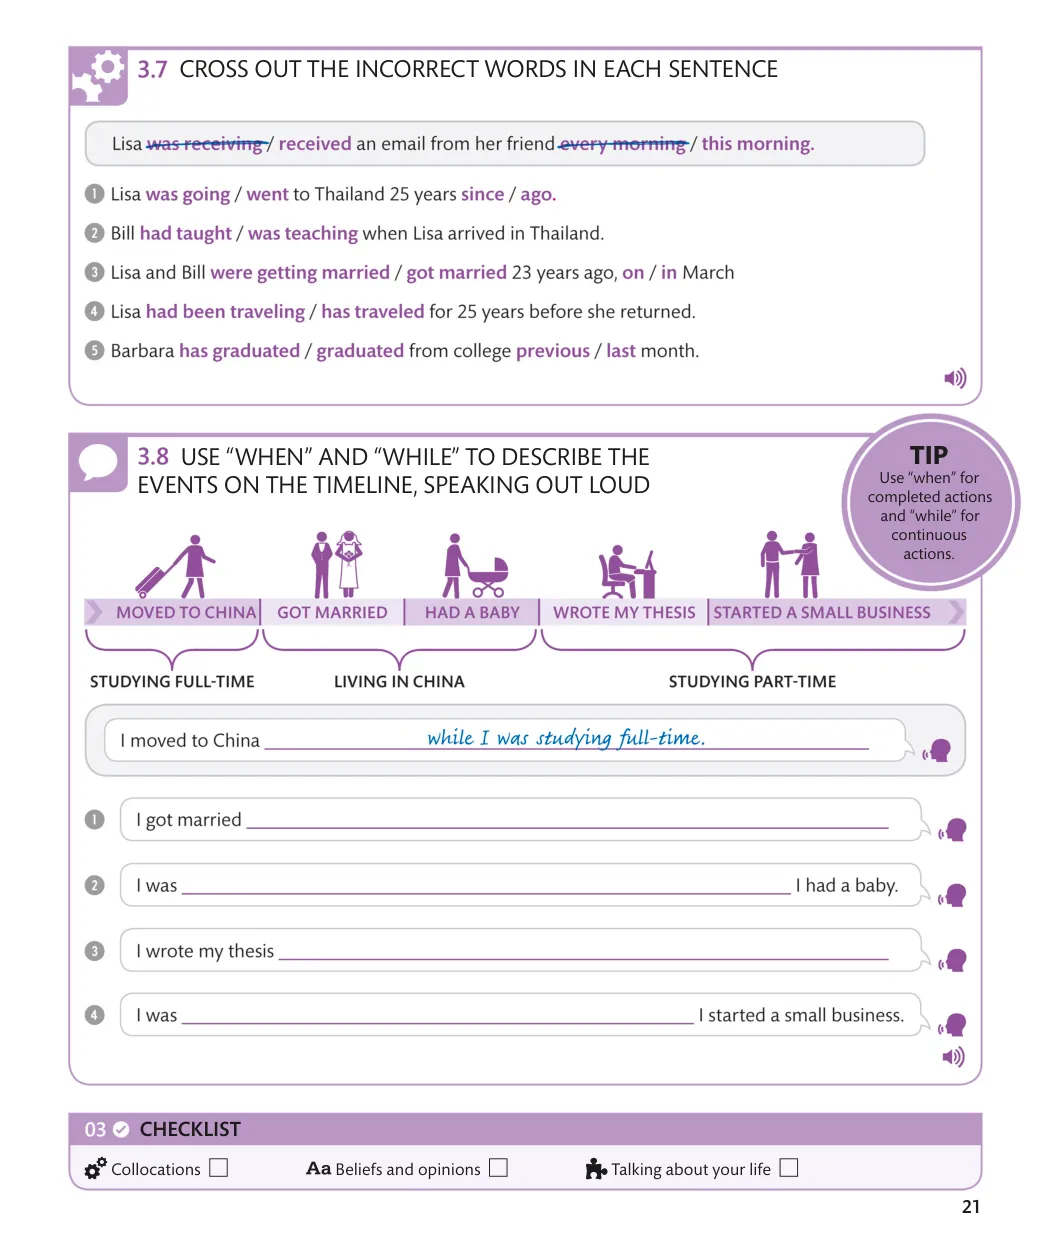 3.7 CROSS OUT THE INCORRECT WORDS IN EACH SENTENCE
Lisa was receiving / received an email from her friend every morning / this morning.
1 Lisa was going / went to Thailand 25 years since / ago.
2 Bill had taught / was teaching when Lisa arrived in Thailand.
3 Lisa and Bill were getting married / got married 23 years ago, on / in March
4 Lisa had been traveling / has traveled for 25 years before she returned.
5 Barbara has graduated / graduated from college previous / last month.
3.8 USE “WHEN” AND “WHILE” TO DESCRIBE THE
EVENTS ON THE TIMELINE, SPEAKING OUT LOUD
TIP
Use “when” for
completed actions
and “while” for
continuous
actions.
MOVED TO CHINA GOT MARRIED HAD A BABY WROTE MY THESIS STARTED A SMALL BUSINESS
STUDYING FULL-TIME LIVING IN CHINA STUDYING PART-TIME
I moved to China while I was studying full-time.
1 I got married
2 I was I had a baby.
3 I wrote my thesis
4 I was I started a small business.
03 CHECKLIST
Collocations Aa Beliefs and opinions Talking about your life
21